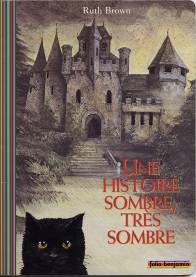 Ruth Brown
UNE
HISTOIRE
SOMBRE,
TRÈS
SOMBRE
folio benjamin